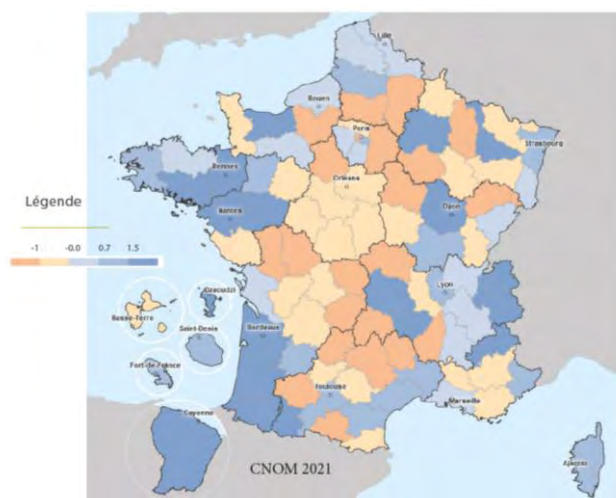 Lille
Rouen
Paris
Strasbourg
Rennes
Orléans
Légende
Nantes
Dijon
-1 -0.0 0.7 1.5
Lyon
Basse-Terre
Saint-Denis
Bordeaux
Fort-de-France
Toulouse
Marseille
Cayenne
CNOM 2021
Ajaccio